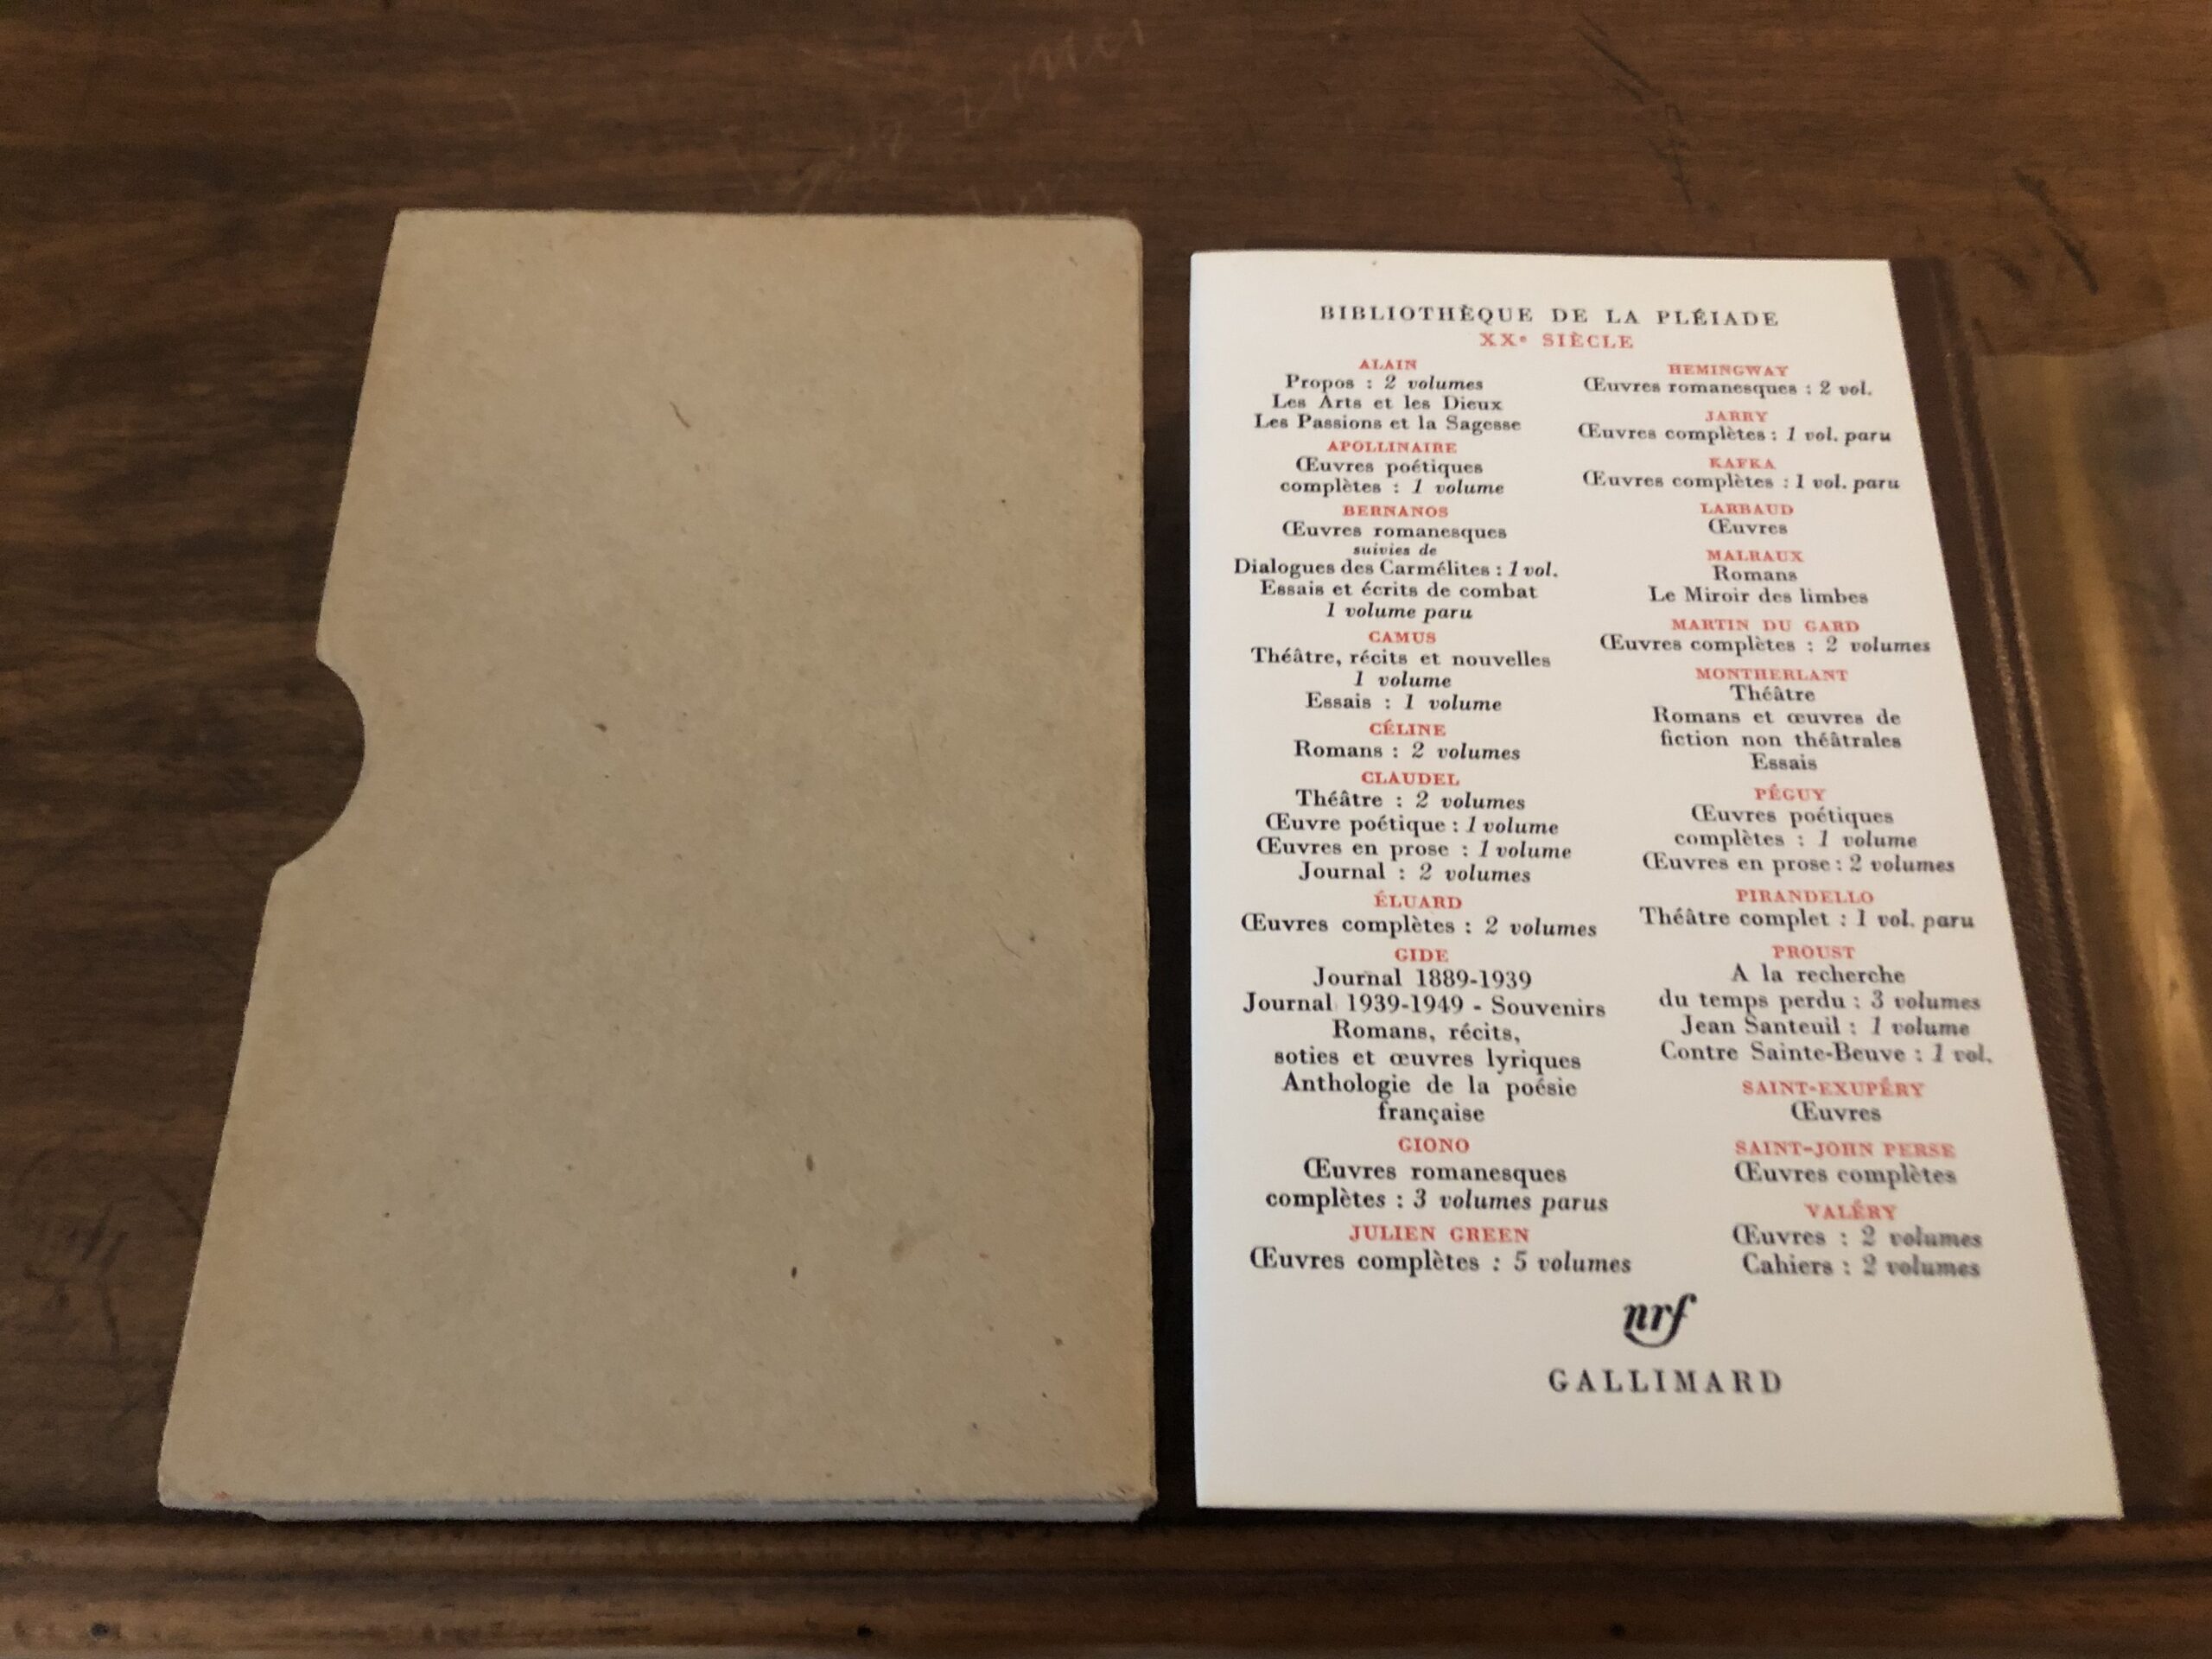 BIBLIOTHÈQUE DE LA PLÉIADE
XXe SIÈCLE
ALAIN
Propos : 2 volumes
Les Arts et les Dieux
Les Passions et la Sagesse
APOLLINAIRE
Œuvres poétiques
complètes : 1 volume
BERNANOS
Œuvres romanesques
suivies de
Dialogues des Carmélites : 1 vol.
Essais et écrits de combat
1 volume paru
CAMUS
Théâtre, récits et nouvelles
1 volume
Essais : 1 volume
CÉLINE
Romans : 2 volumes
CLAUDEL
Théâtre : 2 volumes
Œuvre poétique : 1 volume
Œuvres en prose : 1 volume
Journal : 2 volumes
ÉLUARD
Œuvres complètes : 2 volumes
GIDE
Journal 1889-1939
Journal 1939-1949 - Souvenirs
Romans, récits,
soties et œuvres lyriques
Anthologie de la poésie
française
GIONO
Œuvres romanesques
complètes : 3 volumes parus
JULIEN GREEN
Œuvres complètes : 5 volumes
HEMINGWAY
Œuvres romanesques : 2 vol.
JARRY
Œuvres complètes : 1 vol. paru
KAFKA
Œuvres complètes : 1 vol. paru
LARBAUD
Œuvres
MALRAUX
Romans
Le Miroir des limbes
MARTIN DU GARD
Œuvres complètes : 2 volumes
MONTHERLANT
Théâtre
Romans et œuvres de
fiction non théâtrales
Essais
PÉGUY
Œuvres poétiques
complètes : 1 volume
Œuvres en prose : 2 volumes
PIRANDELLO
Théâtre complet : 1 vol. paru
PROUST
A la recherche
du temps perdu : 3 volumes
Jean Santeuil : 1 volume
Contre Sainte-Beuve : 1 vol.
SAINT-EXUPÉRY
Œuvres
SAINT-JOHN PERSE
Œuvres complètes
VALÉRY
Œuvres : 2 volumes
Cahiers : 2 volumes
nrf
GALLIMARD